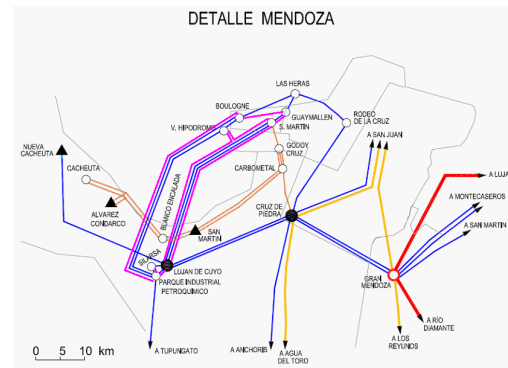 DETALLE MENDOZA
LAS HERAS
BOULOGNE
GUAYMALLEN
RODEO
DE LA CRUZ
V. HIPODROMO
S. MARTIN
A SAN JUAN
NUEVA
CACHEUTA
GODOY
CRUZ
CACHEUTA
CARBOMETAL
A LUJAN
BLANCO ENCALADA
A MONTECASEROS
ALVAREZ
CONDARCO
CRUZ DE
PIEDRA
A SAN MARTIN
SAN
MARTIN
LUJAN DE CUYO
PARQUE INDUSTRIAL
PETROQUÍMICO
GRAN
MENDOZA
A RÍO
DIAMANTE
0 5 10 km
A TUPUNGATO
A ANCHORIS
A AGUA
DEL TORO
A LOS
REYUNOS